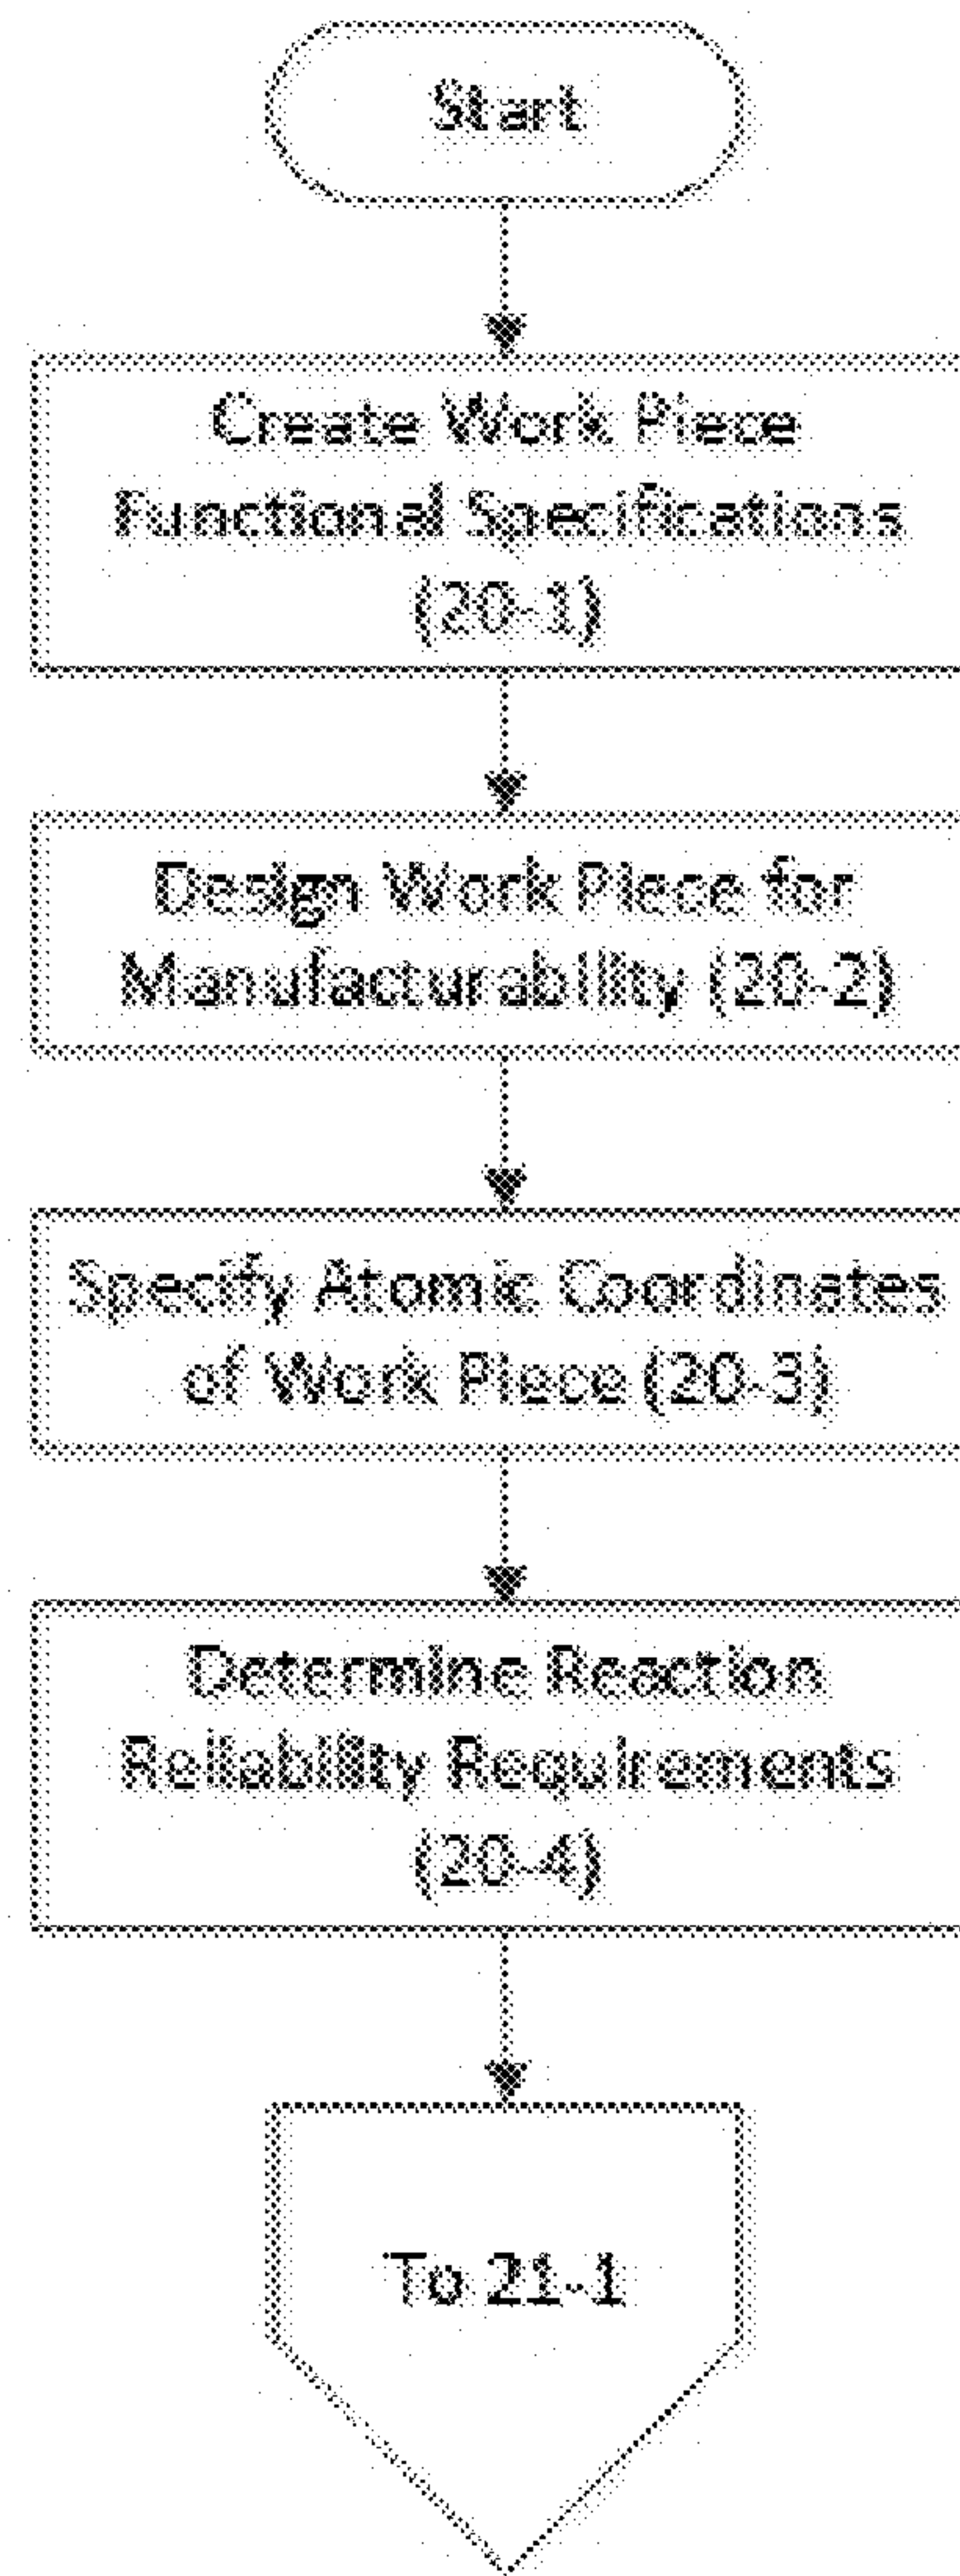 Start
Create Work Piece
Functional Specifications
(20-1)
Design Work Piece for
Manufacturability (20-2)
Specify Atomic Coordinates
of Work Piece (20-3)
Determine Reaction
Reliability Requirements
(20-4)
To 21-1